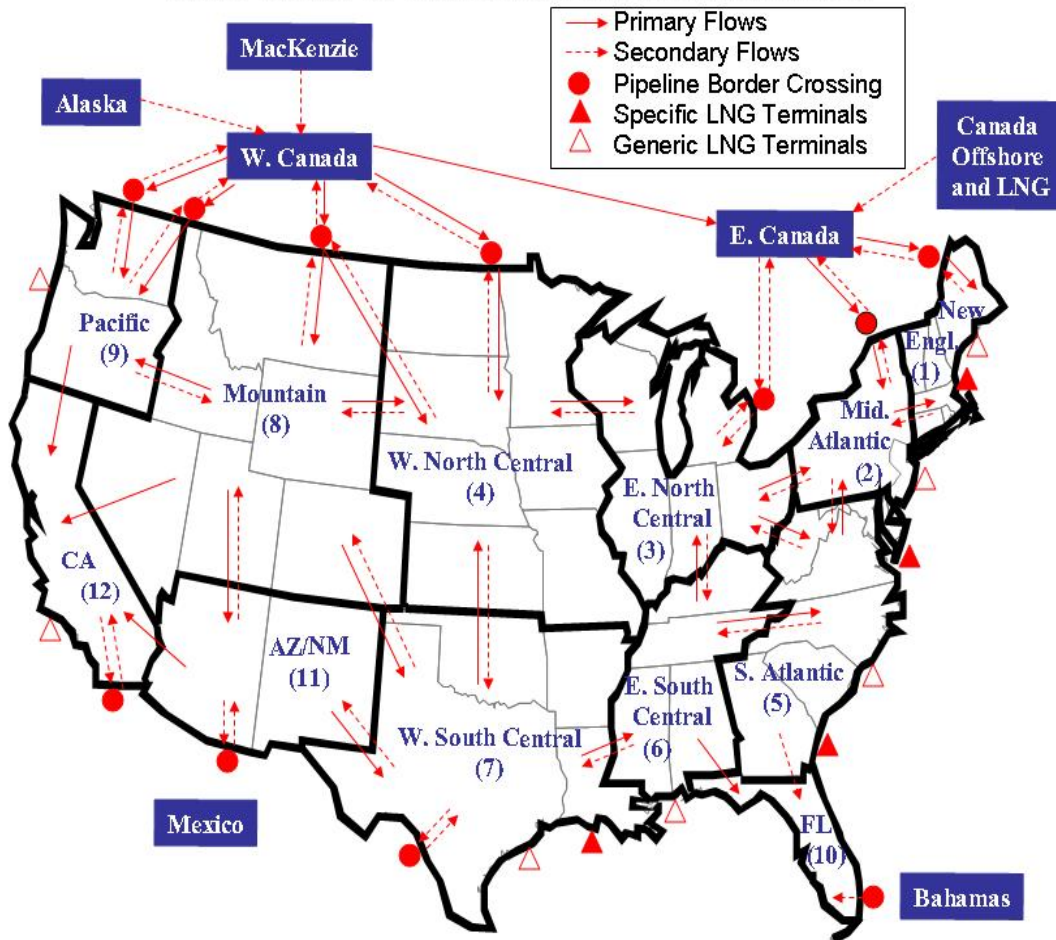 Primary Flows
Secondary Flows
Pipeline Border Crossing
Specific LNG Terminals
Generic LNG Terminals
MacKenzie
Alaska
W. Canada
Canada
Offshore
and LNG
E. Canada
Pacific
(9)
Mountain
(8)
W. North Central
(4)
E. North
Central
(3)
Mid.
Atlantic
(2)
New
Engl.
(1)
CA
(12)
AZ/NM
(11)
W. South Central
(7)
E. South
Central
(6)
S. Atlantic
(5)
FL
(10)
Mexico
Bahamas